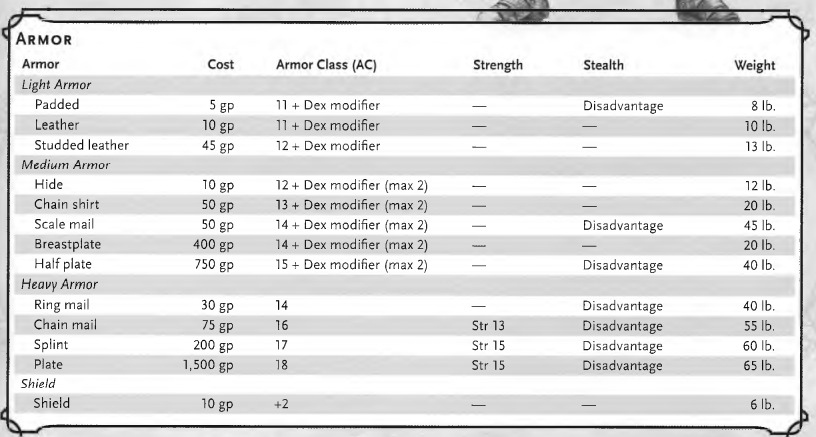 ARMOR
Armor Cost Armor Class (AC) Strength Stealth Weight
Light Armor
Padded 5 gp 11 + Dex modifier — Disadvantage 8 lb.
Leather 10 gp 11 + Dex modifier — — 10 lb.
Studded leather 45 gp 12 + Dex modifier — — 13 lb.
Medium Armor
Hide 10 gp 12 + Dex modifier (max 2) — — 12 lb.
Chain shirt 50 gp 13 + Dex modifier (max 2) — — 20 lb.
Scale mail 50 gp 14 + Dex modifier (max 2) — Disadvantage 45 lb.
Breastplate 400 gp 14 + Dex modifier (max 2) — — 20 lb.
Half plate 750 gp 15 + Dex modifier (max 2) — Disadvantage 40 lb.
Heavy Armor
Ring mail 30 gp 14 — Disadvantage 40 lb.
Chain mail 75 gp 16 Str 13 Disadvantage 55 lb.
Splint 200 gp 17 Str 15 Disadvantage 60 lb.
Plate 1,500 gp 18 Str 15 Disadvantage 65 lb.
Shield
Shield 10 gp +2 — — 6 lb.